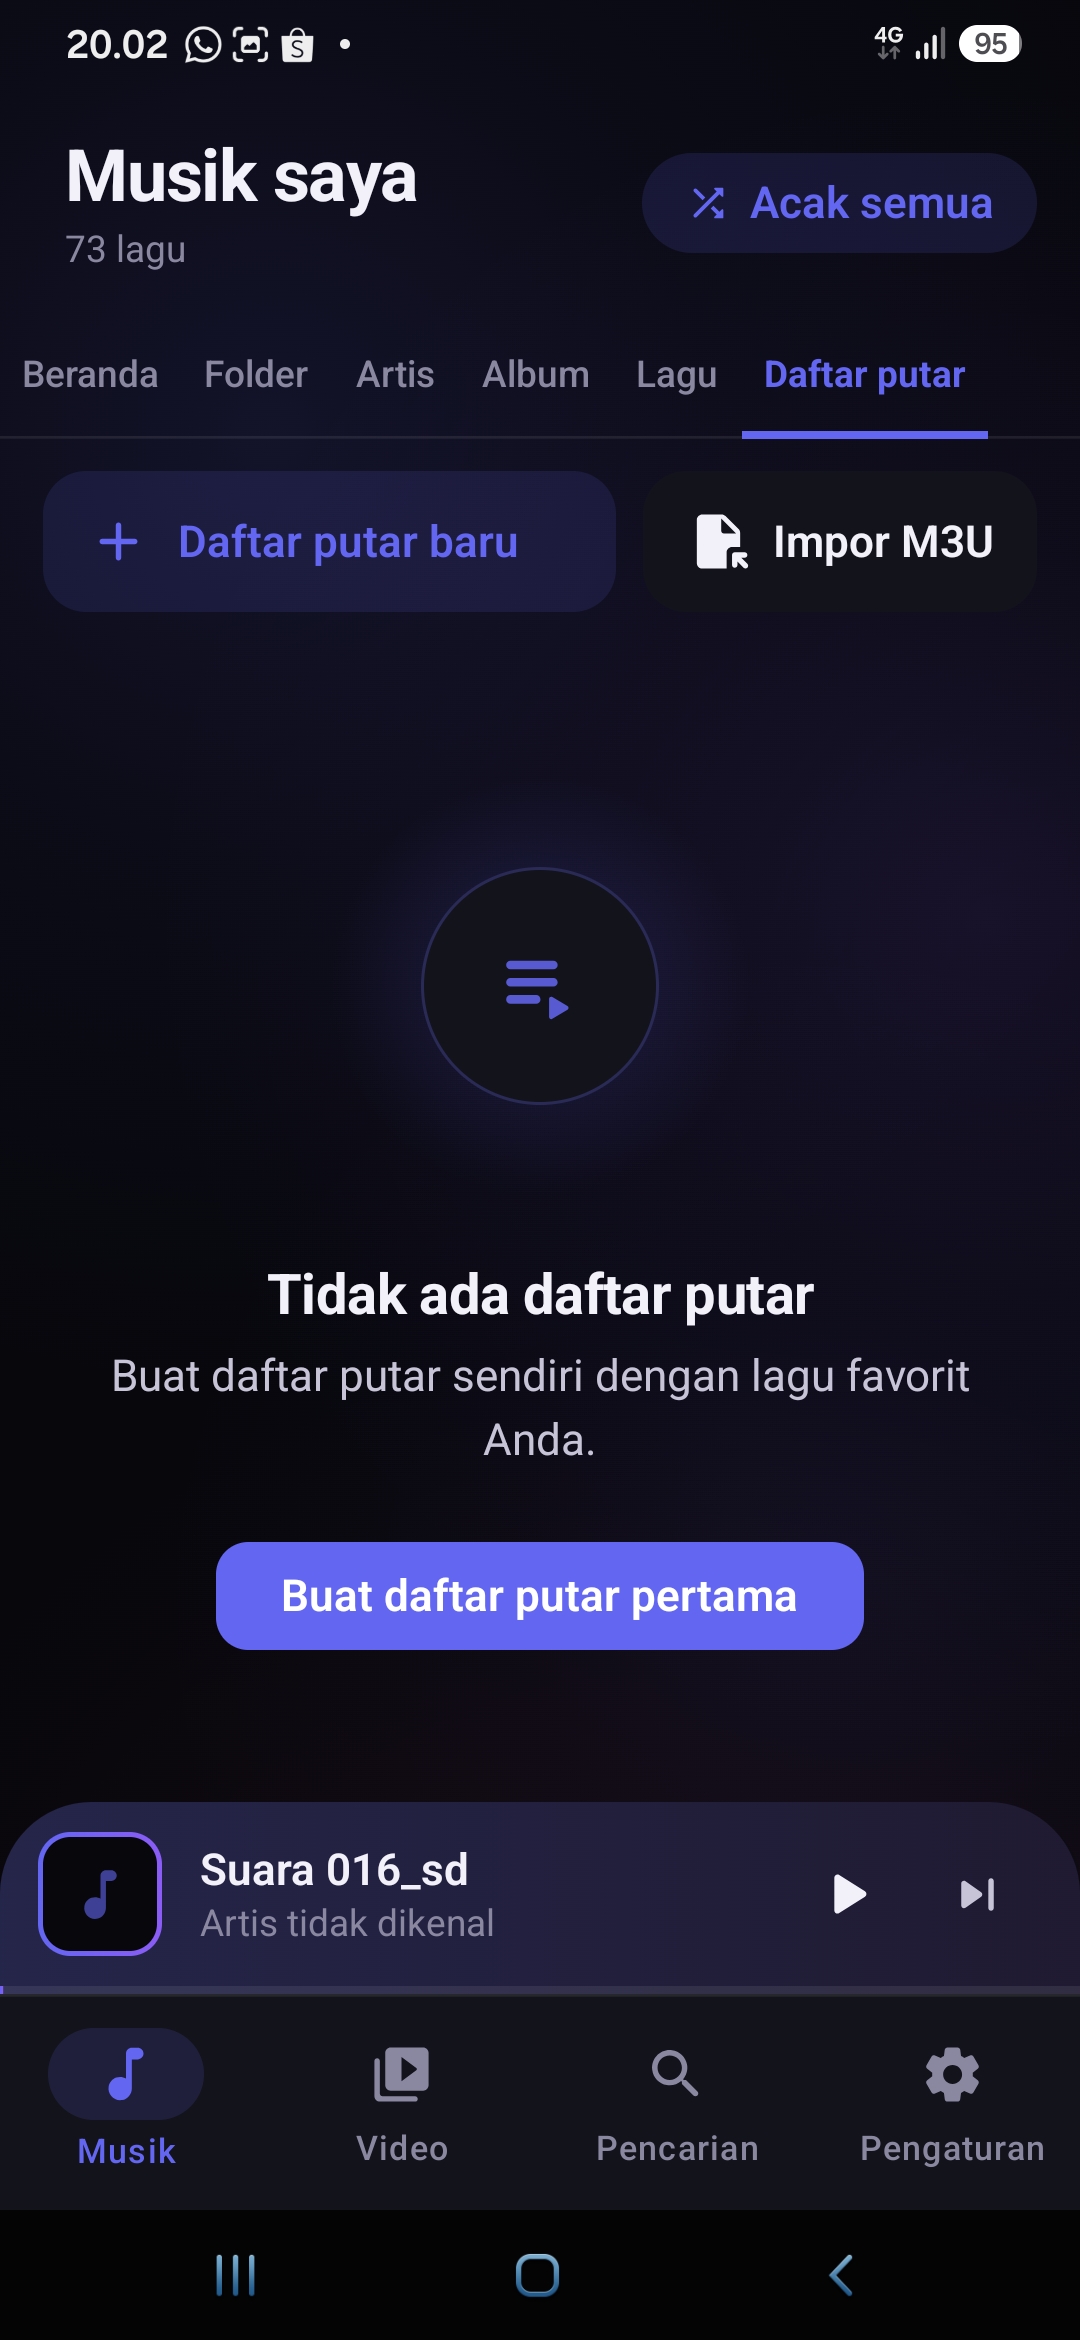 20.02
4G
95
Musik saya
73 lagu
Acak semua
Beranda Folder Artis Album Lagu Daftar putar
Daftar putar baru
Impor M3U
Tidak ada daftar putar
Buat daftar putar sendiri dengan lagu favorit
Anda.
Buat daftar putar pertama
Suara 016_sd
Artis tidak dikenal
Musik Video Pencarian Pengaturan